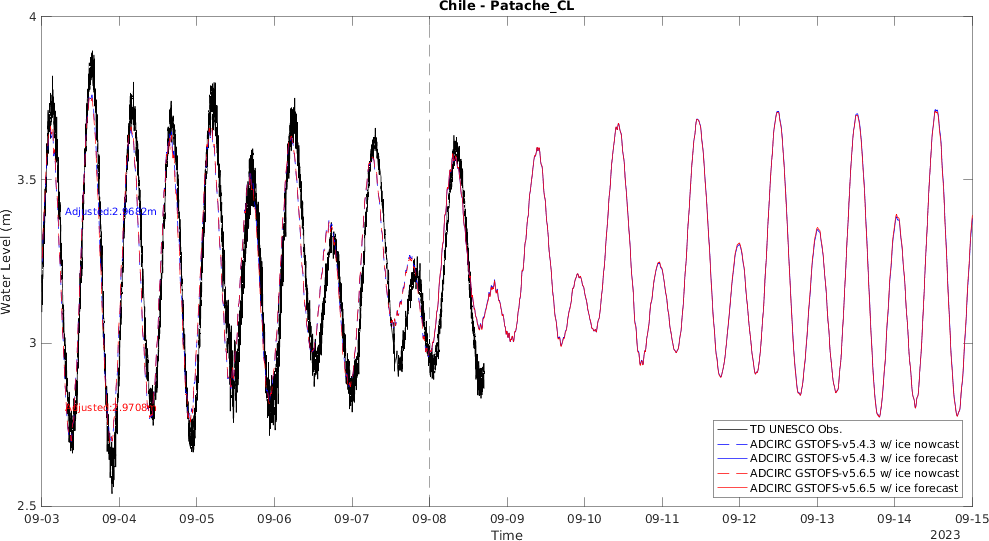 Chile - Patache_CL
4
3.5
3
2.5
Water Level (m)
Adjusted:2.9682m
Adjusted:2.9708m
TD UNESCO Obs.
ADCIRC GSTOFS-v5.4.3 w/ ice nowcast
ADCIRC GSTOFS-v5.4.3 w/ ice forecast
ADCIRC GSTOFS-v5.6.5 w/ ice nowcast
ADCIRC GSTOFS-v5.6.5 w/ ice forecast
09-03 09-04 09-05 09-06 09-07 09-08 09-09 09-10 09-11 09-12 09-13 09-14 09-15
Time
2023